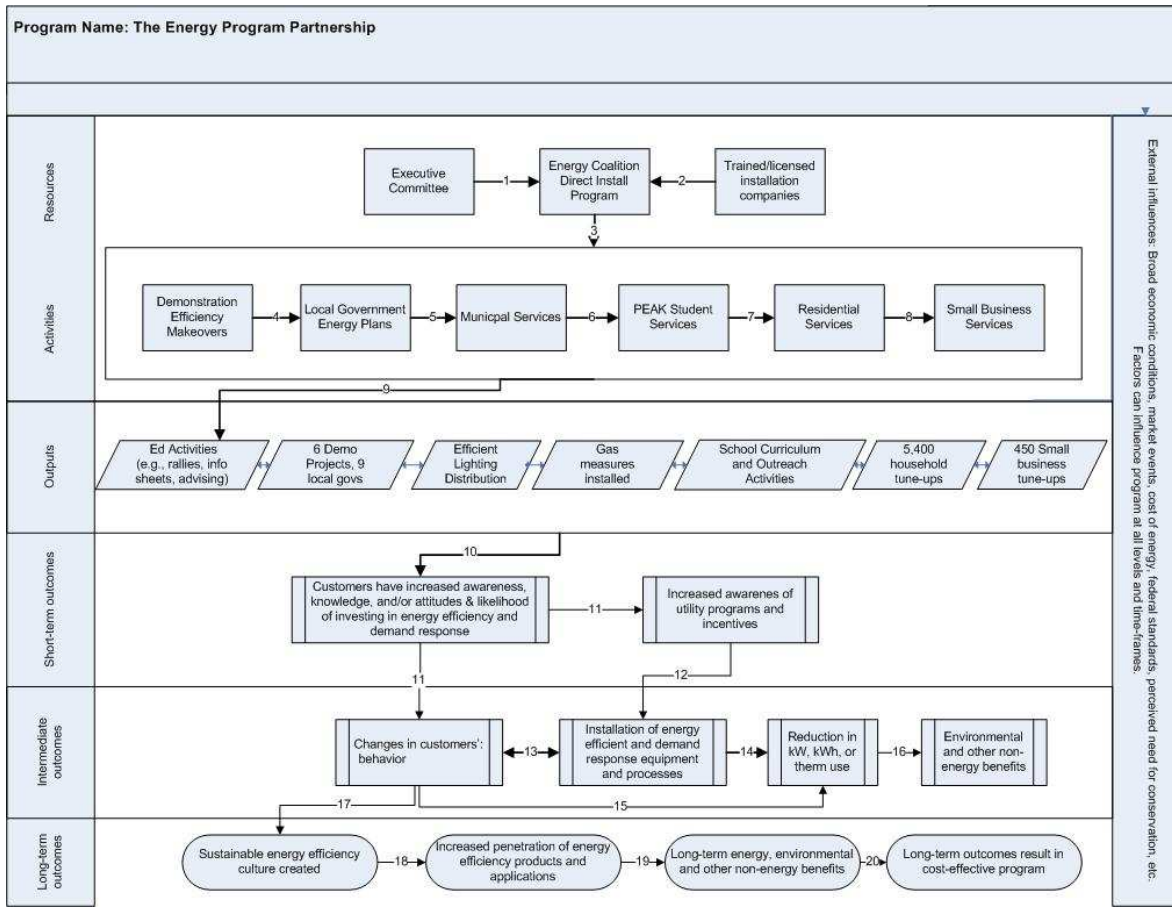 Program Name: The Energy Program Partnership
Resources
Executive
Committee
1
Energy Coalition
Direct Install
Program
2
Trained/licensed
installation
companies
3
Activities
Demonstration
Efficiency
Makeovers
4
Local Government
Energy Plans
5
Municpal Services
6
PEAK Student
Services
7
Residential
Services
8
Small Business
Services
9
Outputs
Ed Activities
(e.g., rallies, info
sheets, advising)
6 Demo
Projects, 9
local govs
Efficient
Lighting
Distribution
Gas
measures
installed
School Curriculum
and Outreach
Activities
5,400
household
tune-ups
450 Small
business
tune-ups
10
Short-term outcomes
Customers have increased awareness,
knowledge, and/or attitudes & likelihood
of investing in energy efficiency and
demand response
11
Increased awarenes of
utility programs and
incentives
11
12
Intermediate
outcomes
Changes in customers':
behavior
13
Installation of energy
efficient and demand
response equipment
and processes
14
Reduction in
kW, kWh, or
therm use
16
Environmental
and other non-
energy benefits
17
15
Long-term
outcomes
Sustainable energy efficiency
culture created
18
Increased penetration of energy
efficiency products and
applications
19
Long-term energy, environmental
and other non-energy benefits
20
Long-term outcomes result in
cost-effective program
External influences: Broad economic conditions, market events, cost of energy, federal standards, perceived need for conservation, etc.
Factors can influence program at all levels and time-frames.